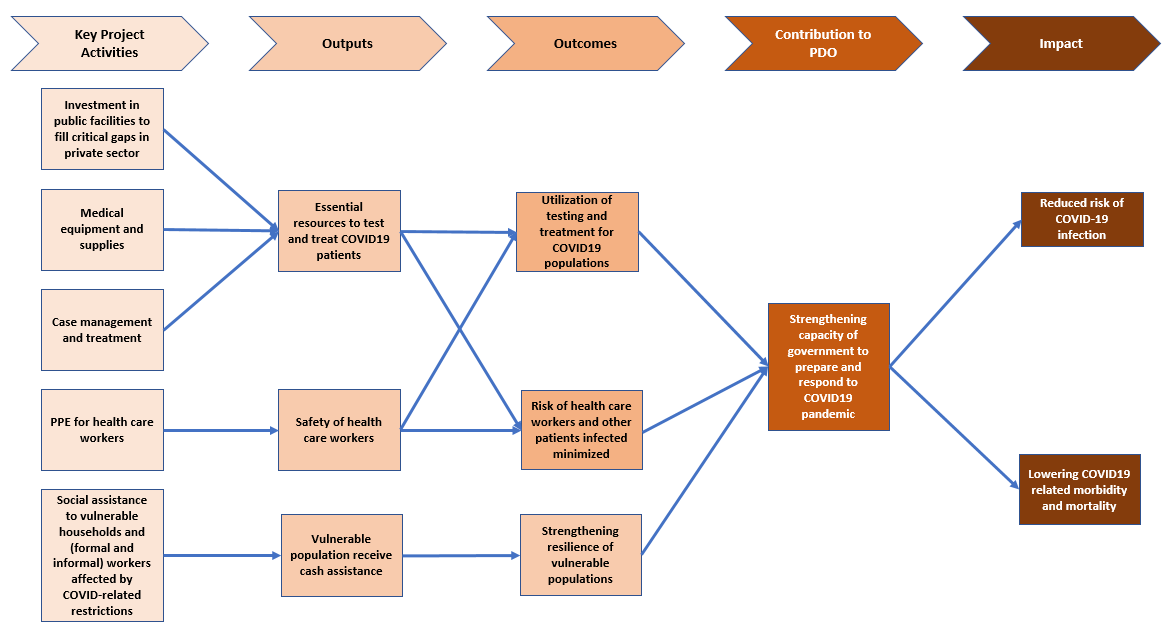 Key Project
Activities
Outputs
Outcomes
Contribution to
PDO
Impact
Investment in
public facilities to
fill critical gaps in
private sector
Medical
equipment and
supplies
Case management
and treatment
PPE for health care
workers
Social assistance
to vulnerable
households and
(formal and
informal) workers
affected by
COVID-related
restrictions
Essential
resources to test
and treat COVID19
patients
Safety of health
care workers
Vulnerable
population receive
cash assistance
Utilization of
testing and
treatment for
COVID19
populations
Risk of health care
workers and other
patients infected
minimized
Strengthening
resilience of
vulnerable
populations
Strengthening
capacity of
government to
prepare and
respond to
COVID19
pandemic
Reduced risk of
COVID-19
infection
Lowering COVID19
related morbidity
and mortality